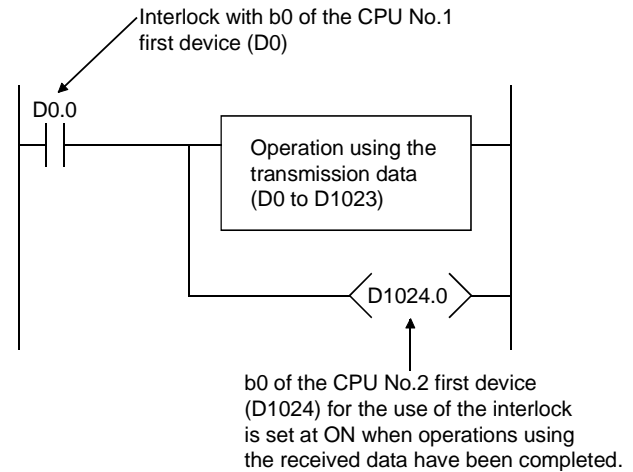 Interlock with b0 of the CPU No.1
first device (D0)
D0.0
Operation using the
transmission data
(D0 to D1023)
D1024.0
b0 of the CPU No.2 first device
(D1024) for the use of the interlock
is set at ON when operations using
the received data have been completed.